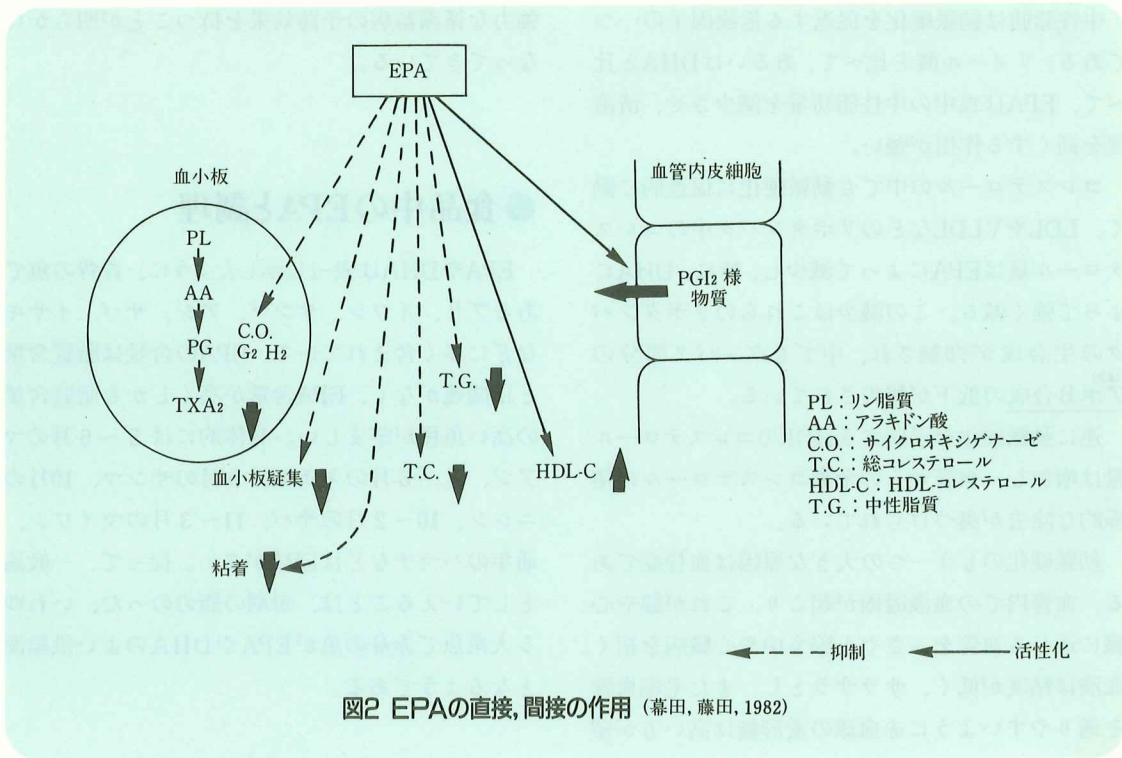 EPA
血小板
血管内皮細胞
PL
AA
PG
TXA2
C.O.
G2 H2
PGI2 様
物質
T.G.
T.C.
HDL-C
血小板疑集
粘着
PL：リン脂質
AA：アラキドン酸
C.O.：サイクロオキシゲナーゼ
T.C.：総コレステロール
HDL-C：HDL-コレステロール
T.G.：中性脂質
抑制
活性化
図2 EPAの直接,間接の作用 (幕田, 藤田, 1982)